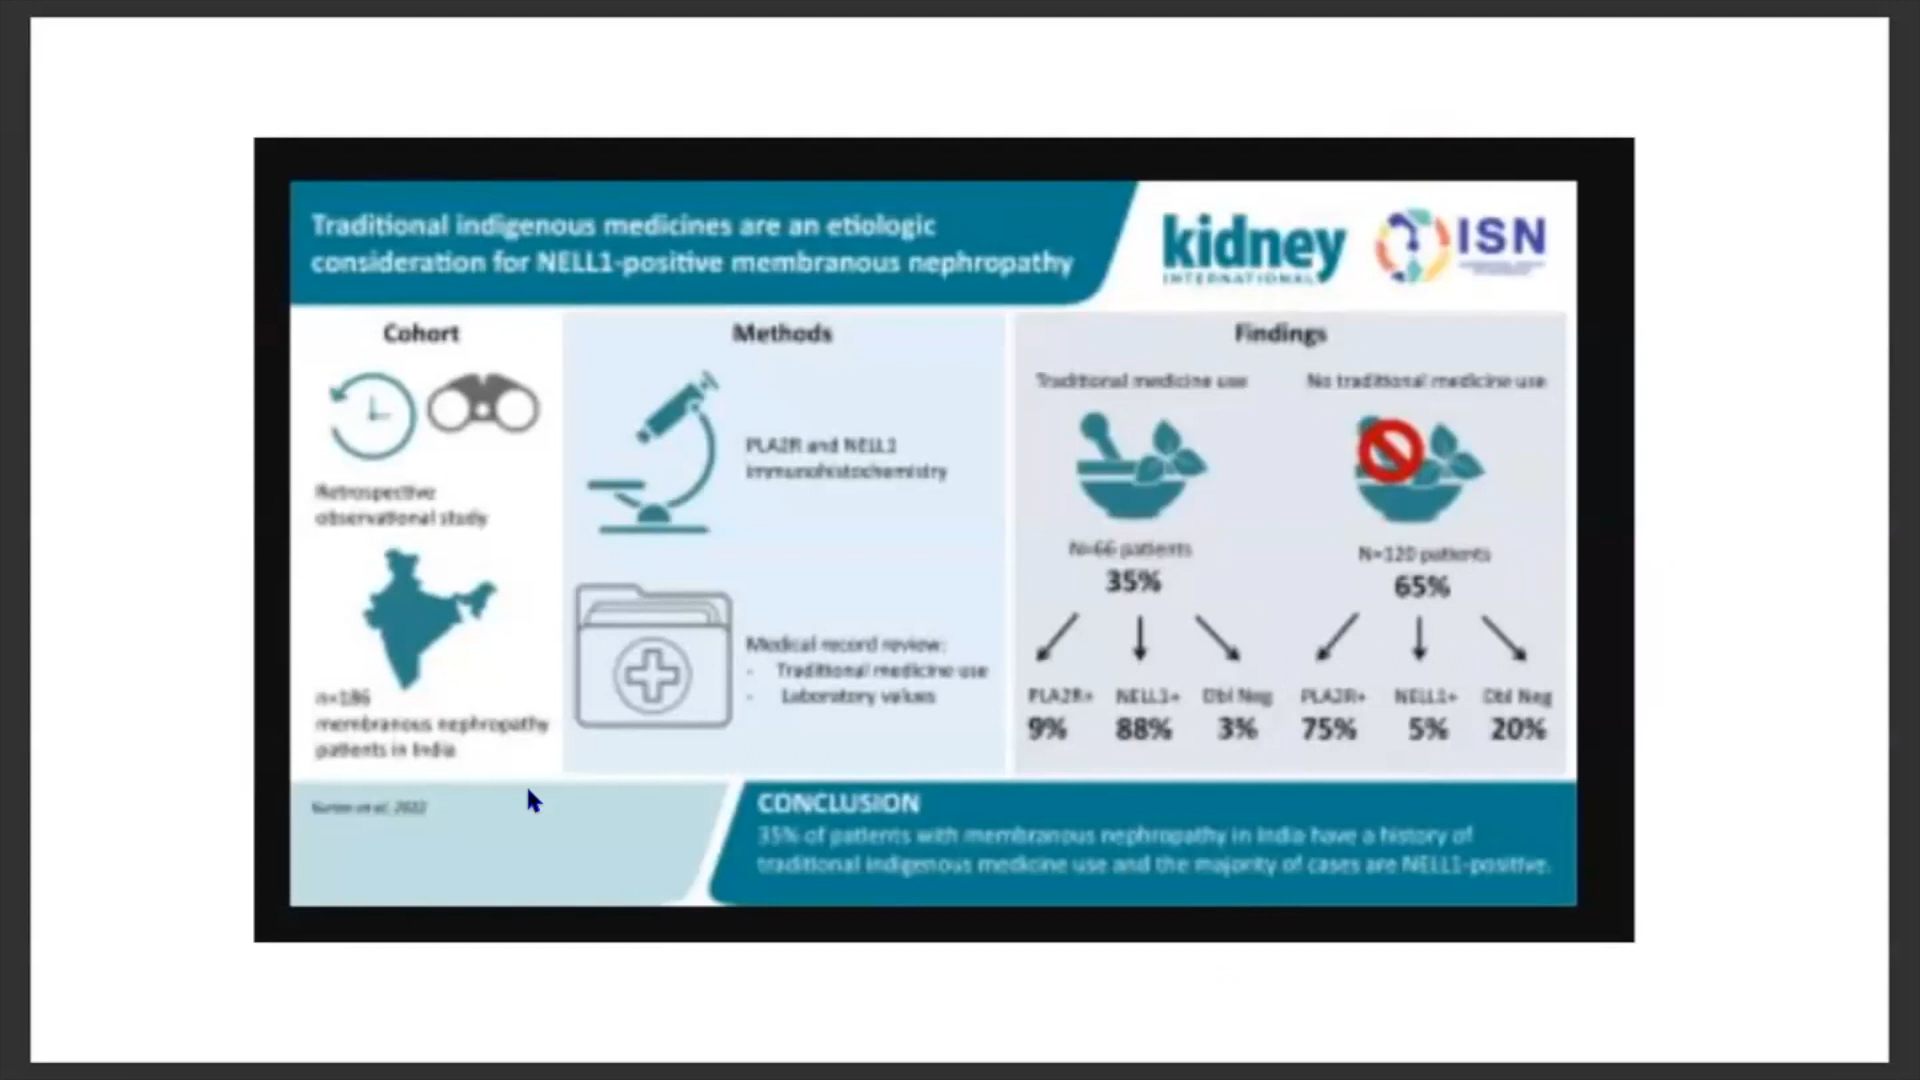 Traditional indigenous medicines are an etiologic
consideration for NELL1-positive membranous nephropathy
kidney
INTERNATIONAL
ISN
Cohort
Retrospective
observational study
n=186
membranous nephropathy
patients in India
Methods
PLA2R and NELL1
immunohistochemistry
Medical record review:
- Traditional medicine use
- Laboratory values
Findings
Traditional medicine use
No traditional medicine use
N=66 patients
35%
N=120 patients
65%
PLA2R+ NELL1+ Dbl Neg PLA2R+ NELL1+ Dbl Neg
9% 88% 3% 75% 5% 20%
et al, 2022
CONCLUSION
35% of patients with membranous nephropathy in India have a history of
traditional indigenous medicine use and the majority of cases are NELL1-positive.